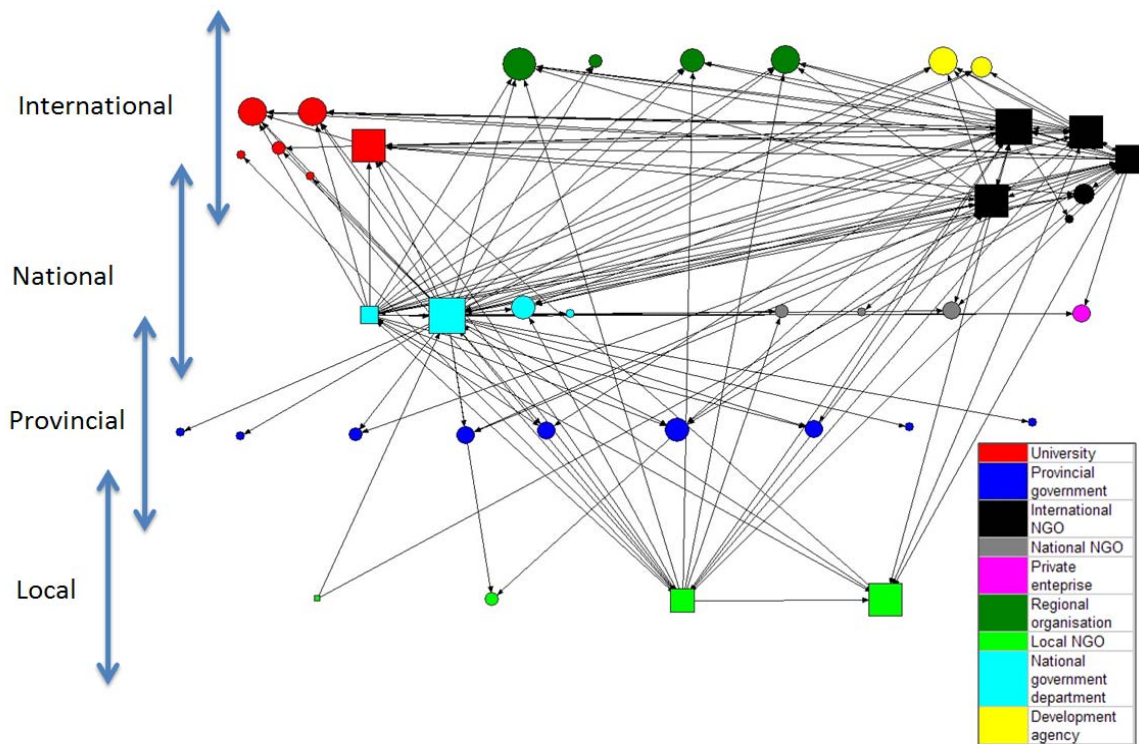 International
National
Provincial
Local
University
Provincial
government
International
NGO
National NGO
Private
enteprise
Regional
organisation
Local NGO
National
government
department
Development
agency